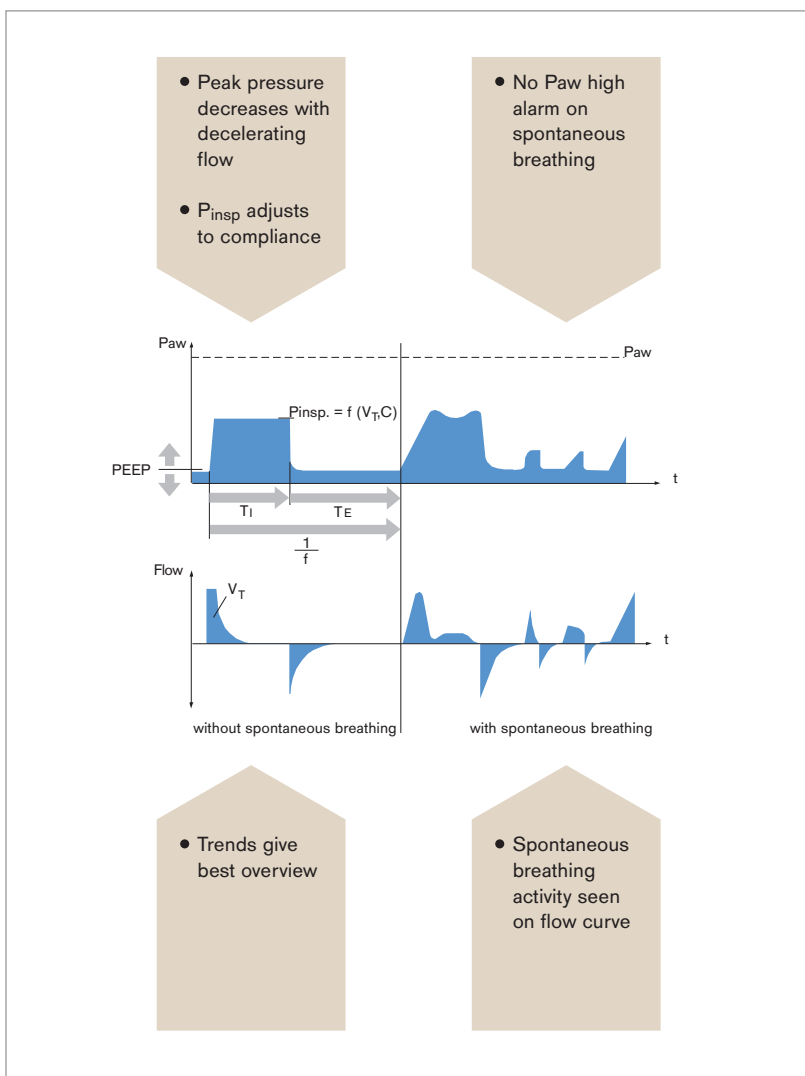 • Peak pressure
decreases with
decelerating
flow
• Pinsp adjusts
to compliance
• No Paw high
alarm on
spontaneous
breathing
Paw
Paw
Pinsp. = f (VT,C)
PEEP
t
TI
TE
1
f
Flow
VT
t
without spontaneous breathing
with spontaneous breathing
• Trends give
best overview
• Spontaneous
breathing
activity seen
on flow curve